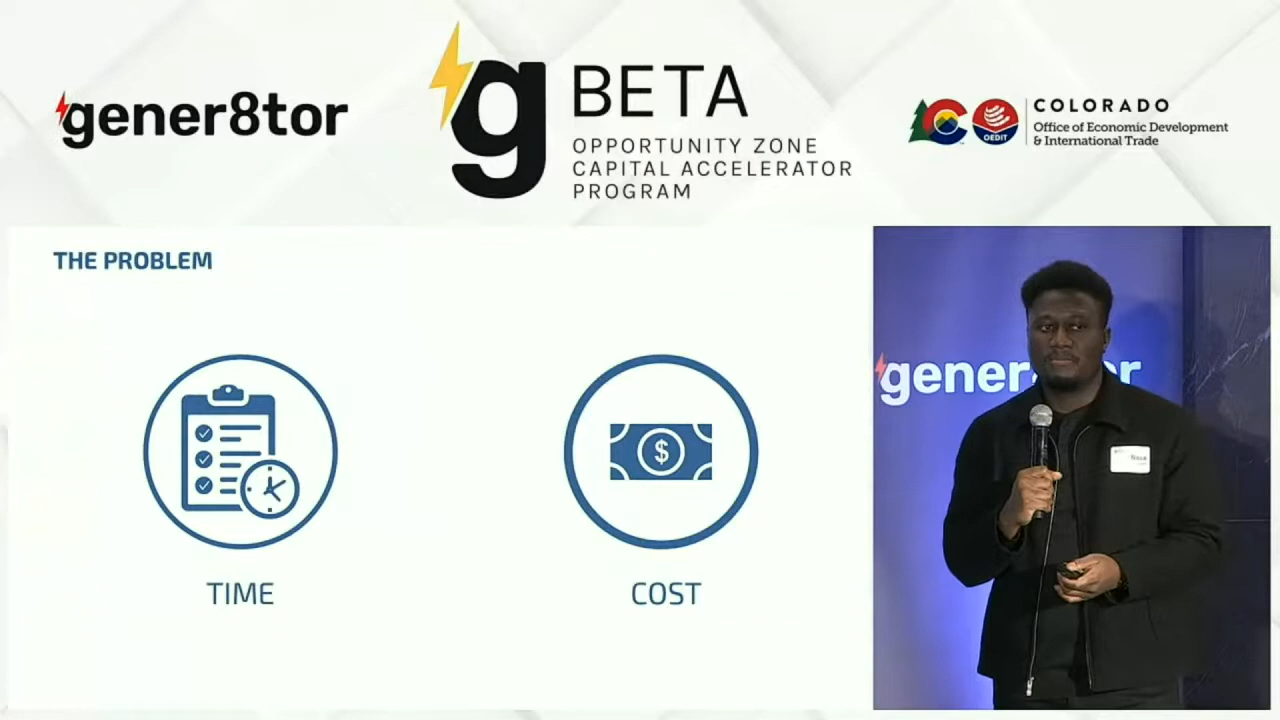 gener8tor
g BETA
OPPORTUNITY ZONE
CAPITAL ACCELERATOR
PROGRAM
OEDIT
COLORADO
Office of Economic Development
& International Trade
THE PROBLEM
$
TIME
COST